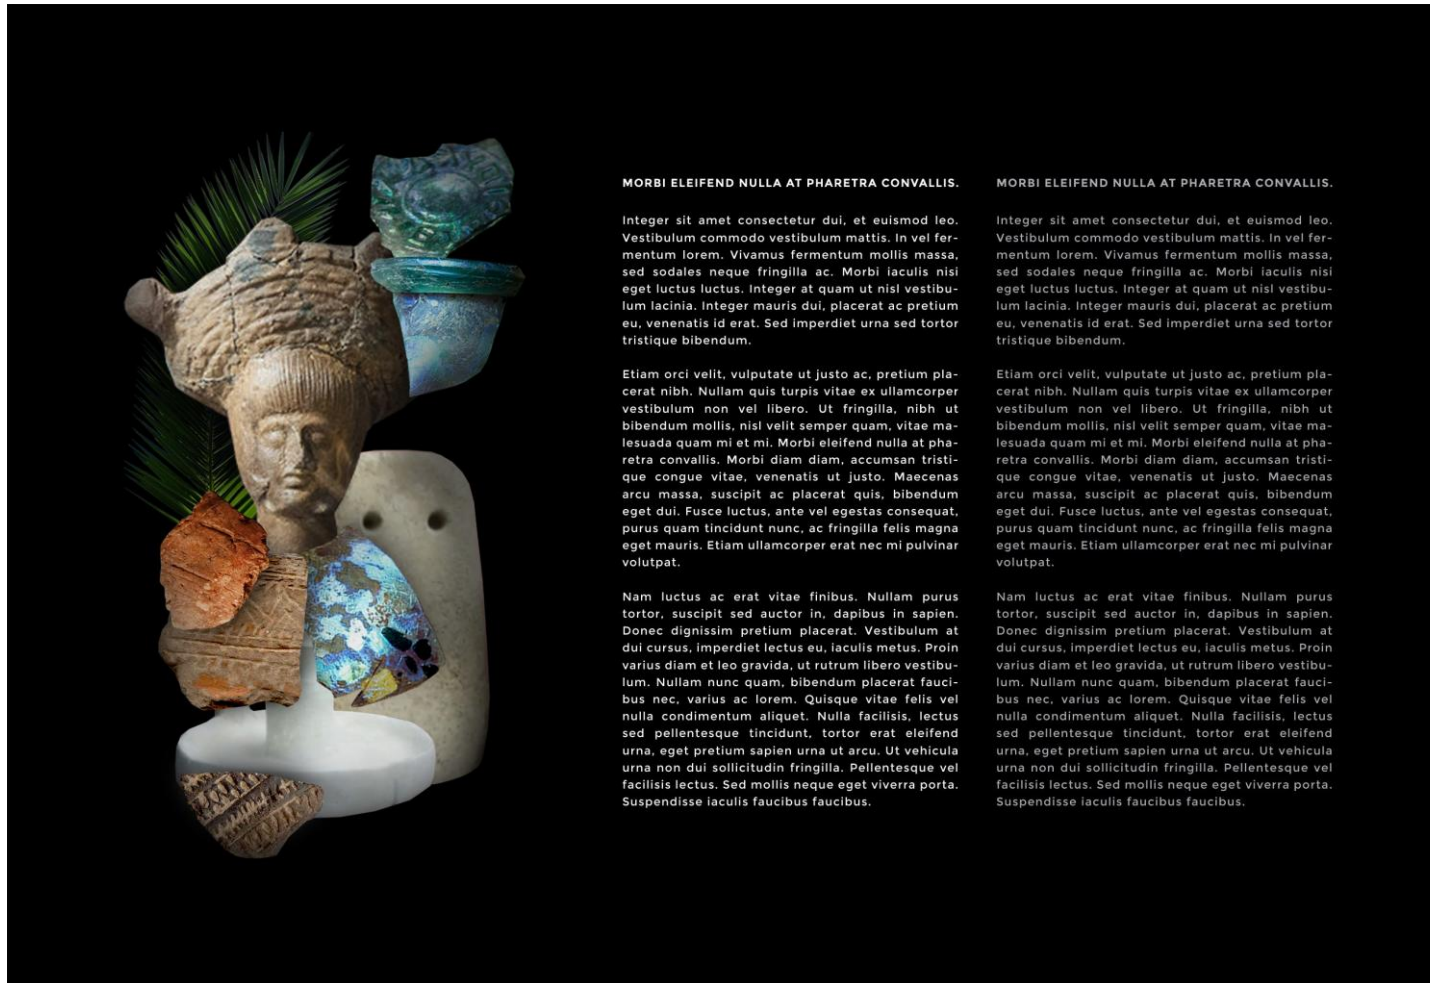 MORBI ELEIFEND NULLA AT PHARETRA CONVALLIS.
Integer sit amet consectetur dui, et euismod leo.
Vestibulum commodo vestibulum mattis. In vel fer-
mentum lorem. Vivamus fermentum mollis massa,
sed sodales neque fringilla ac. Morbi iaculis nisi
eget luctus luctus. Integer at quam ut nisl vestibu-
lum lacinia. Integer mauris dui, placerat ac pretium
eu, venenatis id erat. Sed imperdiet urna sed tortor
tristique bibendum.
Etiam orci velit, vulputate ut justo ac, pretium pla-
cerat nibh. Nullam quis turpis vitae ex ullamcorper
vestibulum non vel libero. Ut fringilla, nibh ut
bibendum mollis, nisl velit semper quam, vitae ma-
lesuada quam mi et mi. Morbi eleifend nulla at pha-
retra convallis. Morbi diam diam, accumsan tristi-
que congue vitae, venenatis ut justo. Maecenas
arcu massa, suscipit ac placerat quis, bibendum
eget dui. Fusce luctus, ante vel egestas consequat,
purus quam tincidunt nunc, ac fringilla felis magna
eget mauris. Etiam ullamcorper erat nec mi pulvinar
volutpat.
Nam luctus ac erat vitae finibus. Nullam purus
tortor, suscipit sed auctor in, dapibus in sapien.
Donec dignissim pretium placerat. Vestibulum at
dui cursus, imperdiet lectus eu, iaculis metus. Proin
varius diam et leo gravida, ut rutrum libero vestibu-
lum. Nullam nunc quam, bibendum placerat fauci-
bus nec, varius ac lorem. Quisque vitae felis vel
nulla condimentum aliquet. Nulla facilisis, lectus
sed pellentesque tincidunt, tortor erat eleifend
urna, eget pretium sapien urna ut arcu. Ut vehicula
urna non dui sollicitudin fringilla. Pellentesque vel
facilisis lectus. Sed mollis neque eget viverra porta.
Suspendisse iaculis faucibus faucibus.
MORBI ELEIFEND NULLA AT PHARETRA CONVALLIS.
Integer sit amet consectetur dui, et euismod leo.
Vestibulum commodo vestibulum mattis. In vel fer-
mentum lorem. Vivamus fermentum mollis massa,
sed sodales neque fringilla ac. Morbi iaculis nisi
eget luctus luctus. Integer at quam ut nisl vestibu-
lum lacinia. Integer mauris dui, placerat ac pretium
eu, venenatis id erat. Sed imperdiet urna sed tortor
tristique bibendum.
Etiam orci velit, vulputate ut justo ac, pretium pla-
cerat nibh. Nullam quis turpis vitae ex ullamcorper
vestibulum non vel libero. Ut fringilla, nibh ut
bibendum mollis, nisl velit semper quam, vitae ma-
lesuada quam mi et mi. Morbi eleifend nulla at pha-
retra convallis. Morbi diam diam, accumsan tristi-
que congue vitae, venenatis ut justo. Maecenas
arcu massa, suscipit ac placerat quis, bibendum
eget dui. Fusce luctus, ante vel egestas consequat,
purus quam tincidunt nunc, ac fringilla felis magna
eget mauris. Etiam ullamcorper erat nec mi pulvinar
volutpat.
Nam luctus ac erat vitae finibus. Nullam purus
tortor, suscipit sed auctor in, dapibus in sapien.
Donec dignissim pretium placerat. Vestibulum at
dui cursus, imperdiet lectus eu, iaculis metus. Proin
varius diam et leo gravida, ut rutrum libero vestibu-
lum. Nullam nunc quam, bibendum placerat fauci-
bus nec, varius ac lorem. Quisque vitae felis vel
nulla condimentum aliquet. Nulla facilisis, lectus
sed pellentesque tincidunt, tortor erat eleifend
urna, eget pretium sapien urna ut arcu. Ut vehicula
urna non dui sollicitudin fringilla. Pellentesque vel
facilisis lectus. Sed mollis neque eget viverra porta.
Suspendisse iaculis faucibus faucibus.